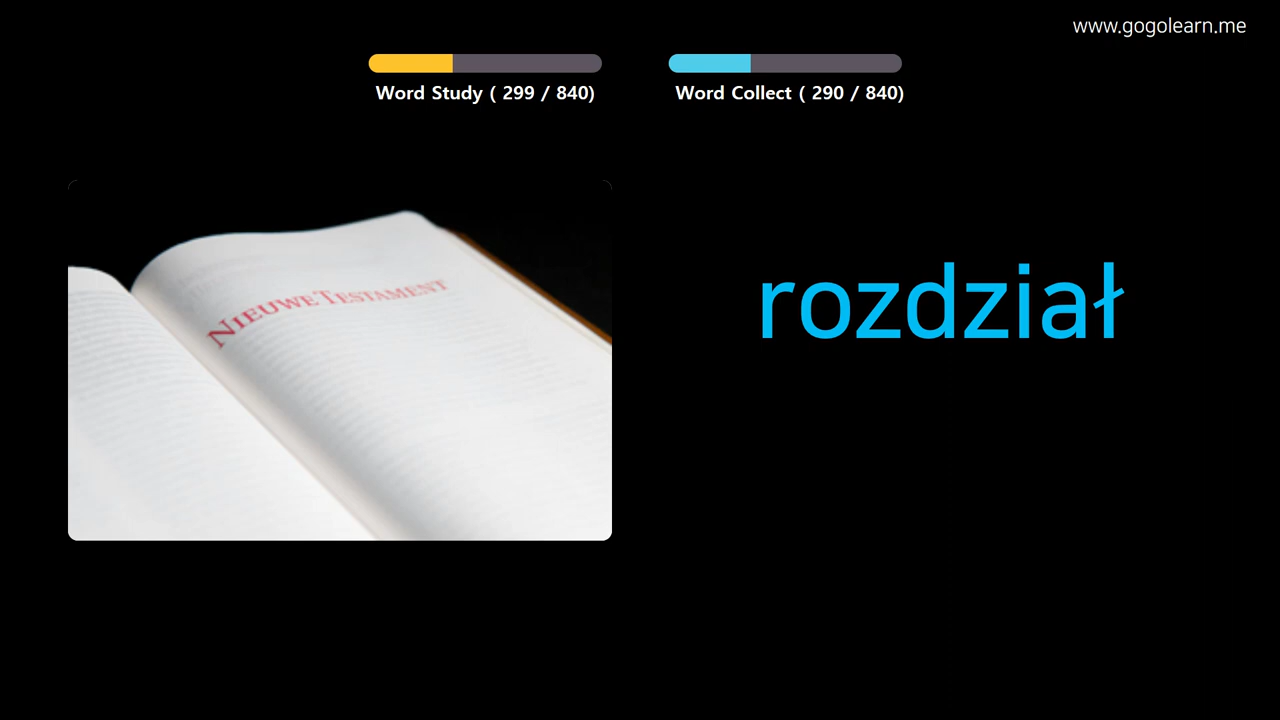 www.gogolearn.me
Word Study ( 299 / 840)
Word Collect ( 290 / 840)
NIEUWE TESTAMENT
rozdział